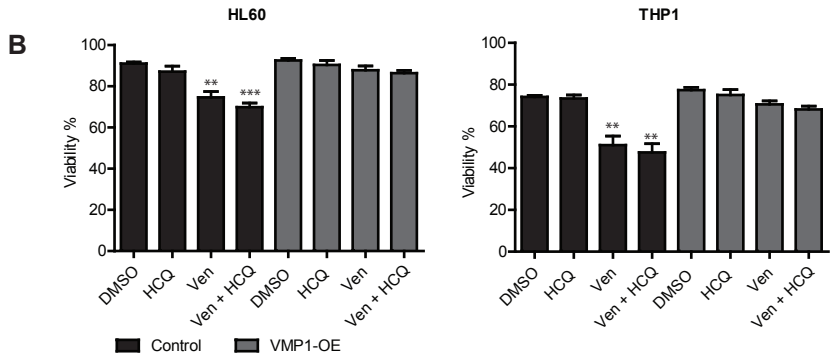 B
HL60
Viability %
100
80
60
40
20
0
**
***
DMSO
HCQ
Ven
Ven + HCQ
DMSO
HCQ
Ven
Ven + HCQ
THP1
Viability %
100
80
60
40
20
0
**
**
DMSO
HCQ
Ven
Ven + HCQ
DMSO
HCQ
Ven
Ven + HCQ
Control VMP1-OE